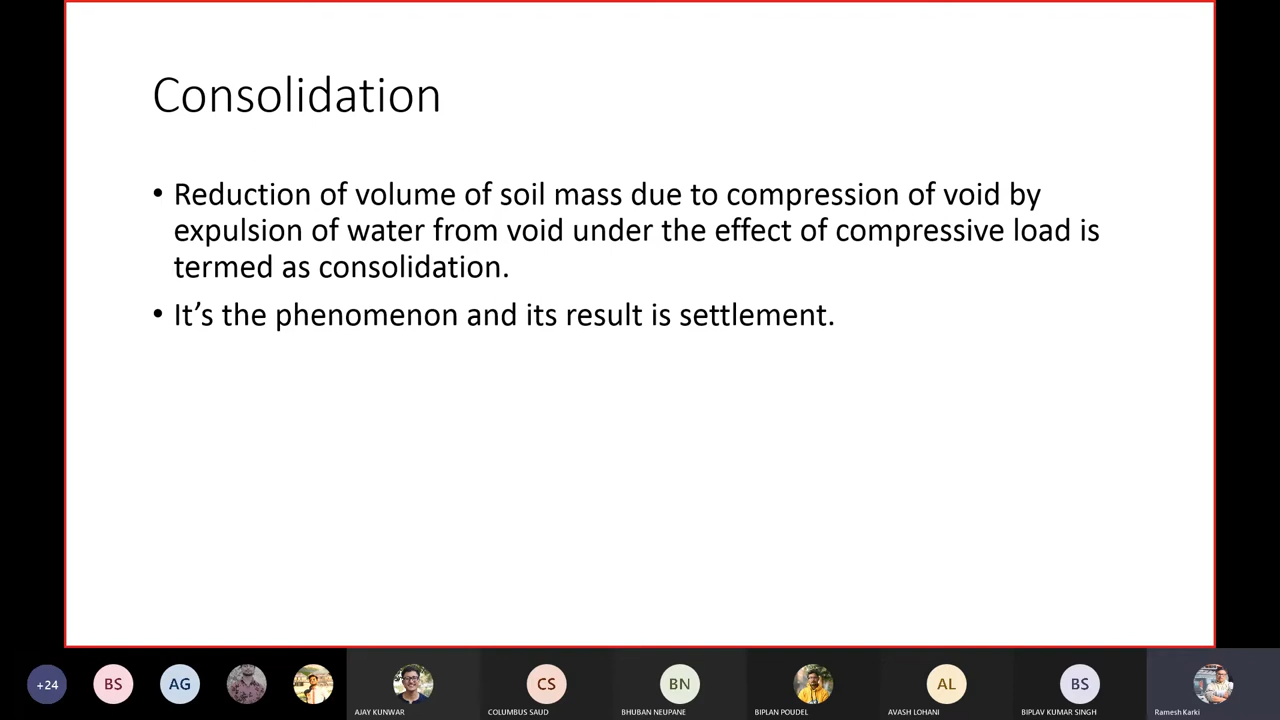 Consolidation
• Reduction of volume of soil mass due to compression of void by
expulsion of water from void under the effect of compressive load is
termed as consolidation.
• It’s the phenomenon and its result is settlement.
+24
BS
AG
CS
BN
AL
BS
AJAY KUNWAR
COLUMBUS SAUD
BHUBAN NEUPANE
BIPLAN POUDEL
AVASH LOHANI
BIPLAV KUMAR SINGH
Ramesh Karki